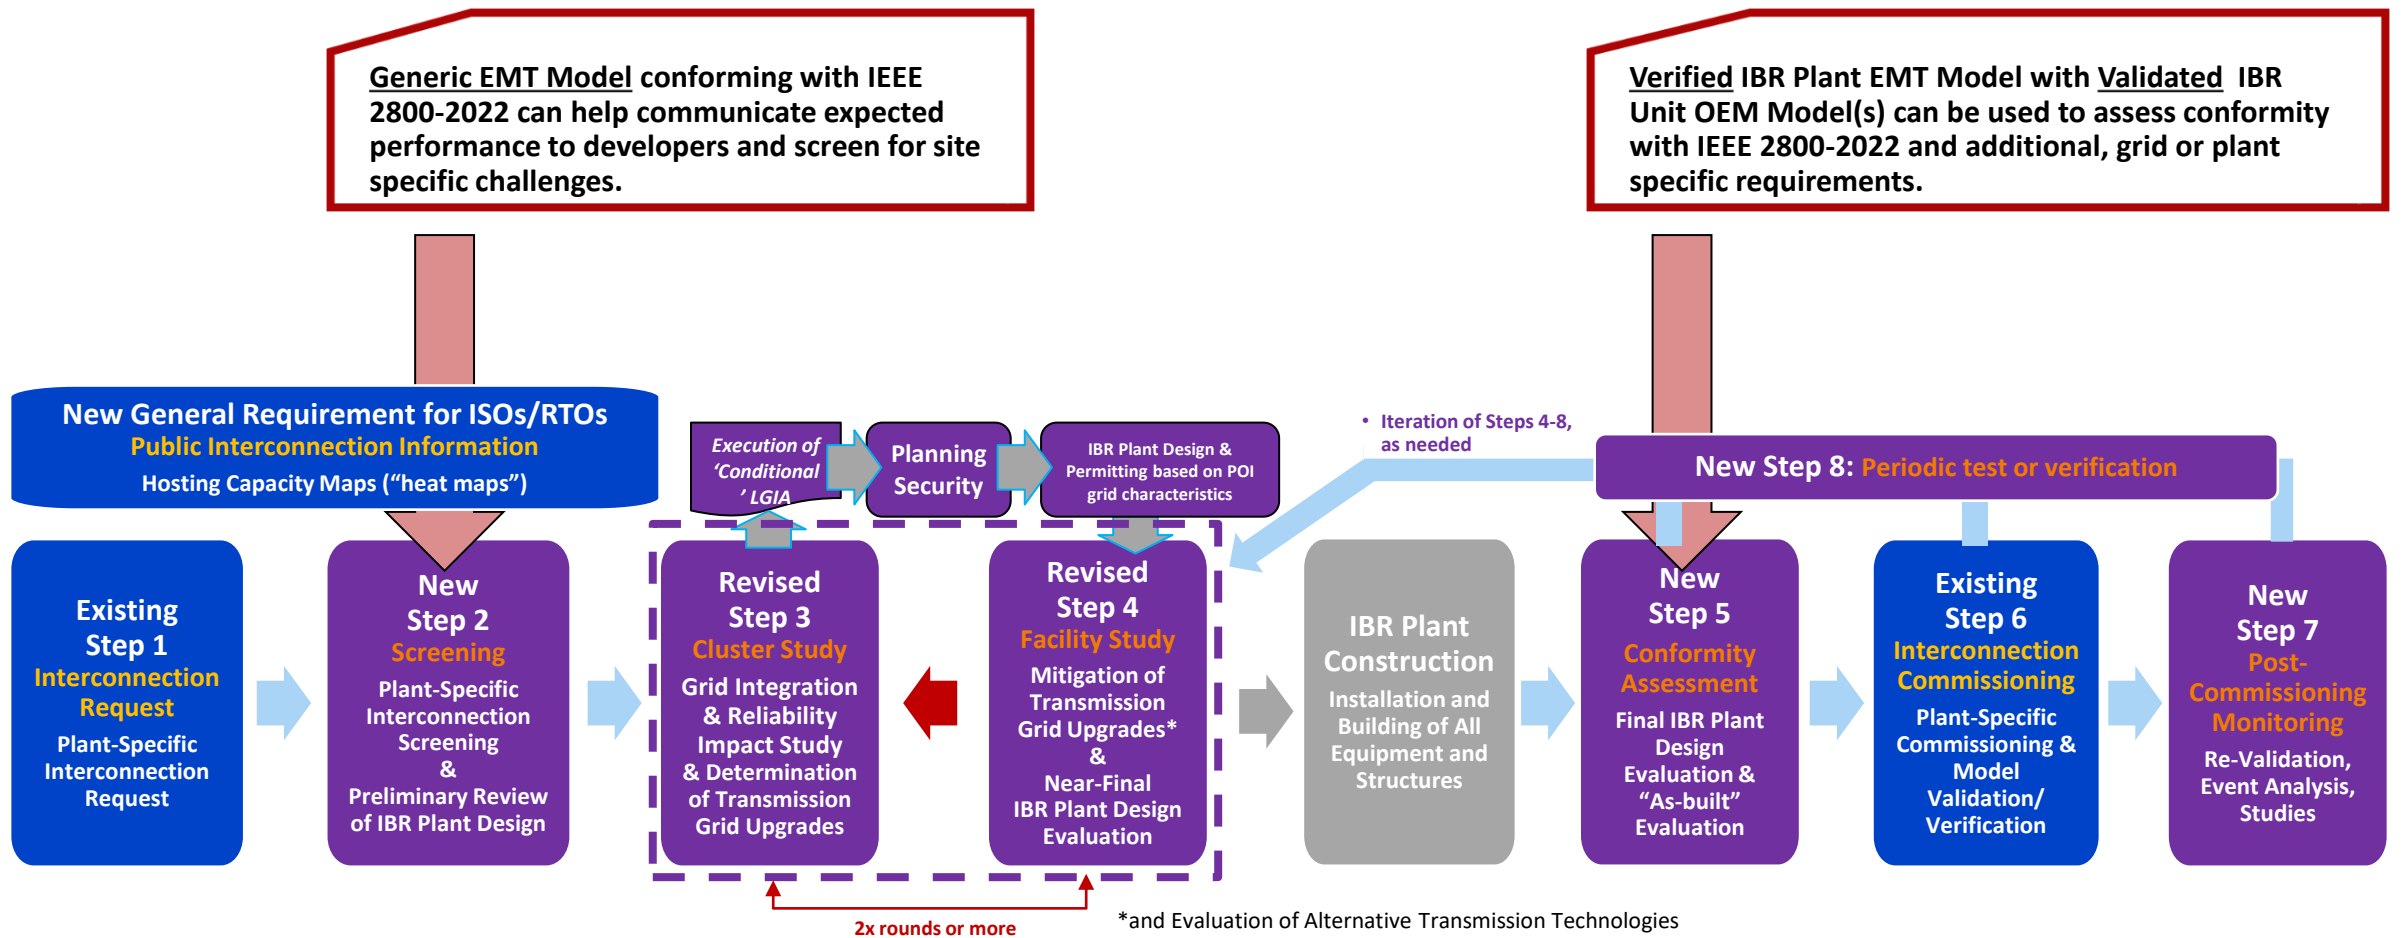 Generic EMT Model conforming with IEEE
2800-2022 can help communicate expected
performance to developers and screen for site
specific challenges.
Verified IBR Plant EMT Model with Validated  IBR
Unit OEM Model(s) can be used to assess conformity
with IEEE 2800-2022 and additional, grid or plant
specific requirements.
New General Requirement for ISOs/RTOs
Public Interconnection Information
Hosting Capacity Maps (“heat maps”)
Execution of
‘Conditional
’ LGIA
Planning
Security
IBR Plant Design &
Permitting based on POI
grid characteristics
• Iteration of Steps 4-8,
as needed
New Step 8: Periodic test or verification
Existing
Step 1
Interconnection
Request
Plant-Specific
Interconnection
Request
New
Step 2
Screening
Plant-Specific
Interconnection
Screening
&
Preliminary Review
of IBR Plant Design
Revised
Step 3
Cluster Study
Grid Integration
& Reliability
Impact Study
& Determination
of Transmission
Grid Upgrades
Revised
Step 4
Facility Study
Mitigation of
Transmission
Grid Upgrades*
&
Near-Final
IBR Plant Design
Evaluation
IBR Plant
Construction
Installation and
Building of All
Equipment and
Structures
New
Step 5
Conformity
Assessment
Final IBR Plant
Design
Evaluation &
“As-built”
Evaluation
Existing
Step 6
Interconnection
Commissioning
Plant-Specific
Commissioning &
Model
Validation/
Verification
New
Step 7
Post-
Commissioning
Monitoring
Re-Validation,
Event Analysis,
Studies
2x rounds or more
*and Evaluation of Alternative Transmission Technologies